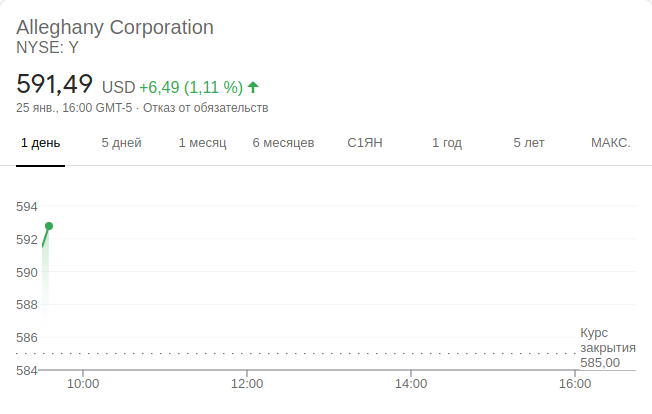 Alleghany Corporation
NYSE: Y
591,49 USD +6,49 (1,11 %)
25 янв., 16:00 GMT-5 · Отказ от обязательств
1 день 5 дней 1 месяц 6 месяцев С1ЯН 1 год 5 лет МАКС.
594
592
590
588
586
Курс
закрытия
585,00
584
10:00 12:00 14:00 16:00